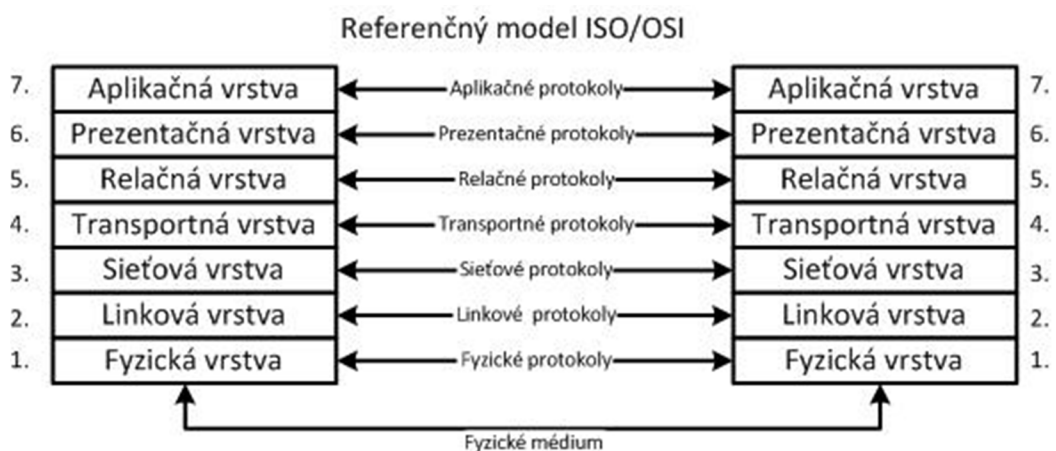 Referenčný model ISO/OSI
7. Aplikačná vrstva Aplikačné protokoly Aplikačná vrstva 7.
6. Prezentačná vrstva Prezentačné protokoly Prezentačná vrstva 6.
5. Relačná vrstva Relačné protokoly Relačná vrstva 5.
4. Transportná vrstva Transportné protokoly Transportná vrstva 4.
3. Sieťová vrstva Sieťové protokoly Sieťová vrstva 3.
2. Linková vrstva Linkové protokoly Linková vrstva 2.
1. Fyzická vrstva Fyzické protokoly Fyzická vrstva 1.
Fyzické médium